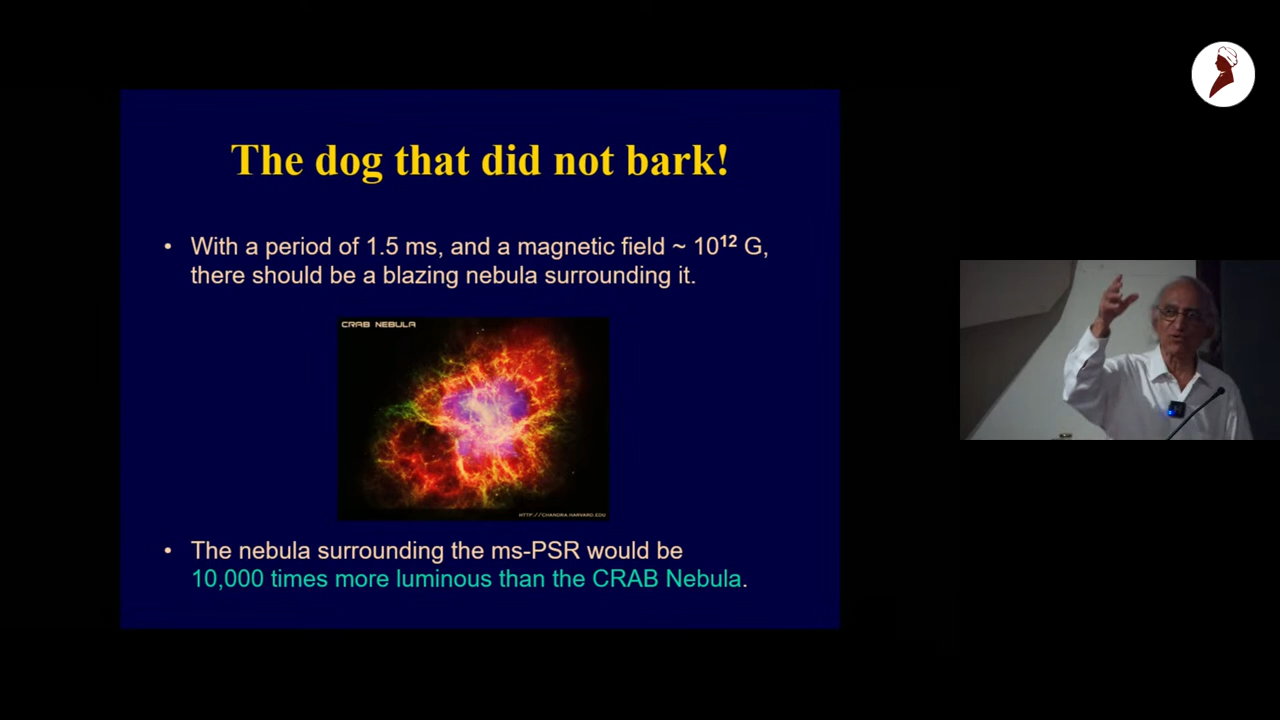 The dog that did not bark!
• With a period of 1.5 ms, and a magnetic field ~ 10¹² G,
there should be a blazing nebula surrounding it.
CRAB NEBULA
HTTP://CHANDRA.HARVARD.EDU
• The nebula surrounding the ms-PSR would be
10,000 times more luminous than the CRAB Nebula.